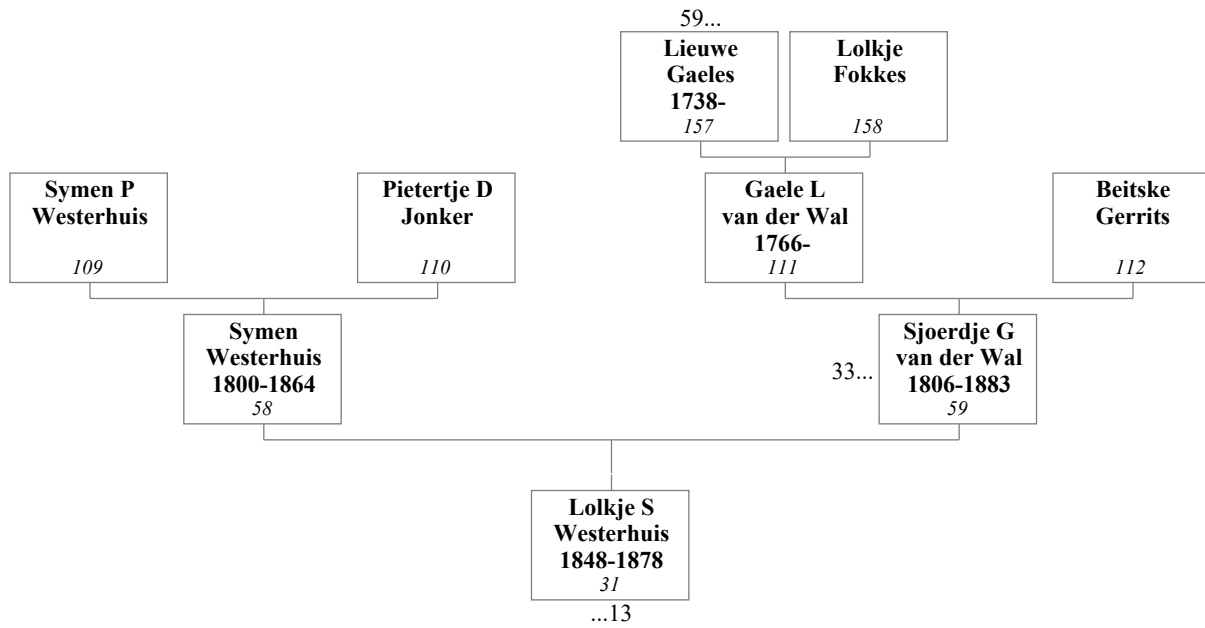 59...
Lieuwe
Gaeles
1738-
157
Lolkje
Fokkes
158
Symen P
Westerhuis
109
Pietertje D
Jonker
110
Gaele L
van der Wal
1766-
111
Beitske
Gerrits
112
Symen
Westerhuis
1800-1864
58
33...
Sjoerdje G
van der Wal
1806-1883
59
Lolkje S
Westerhuis
1848-1878
31
...13